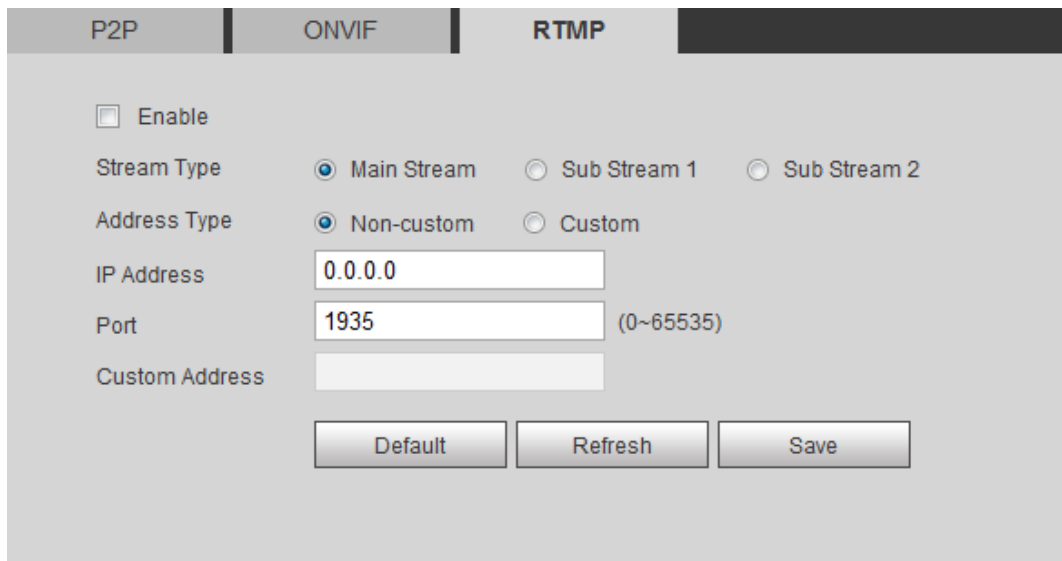 P2P ONVIF RTMP
Enable
Stream Type Main Stream Sub Stream 1 Sub Stream 2
Address Type Non-custom Custom
IP Address 0.0.0.0
Port 1935 (0~65535)
Custom Address
Default Refresh Save